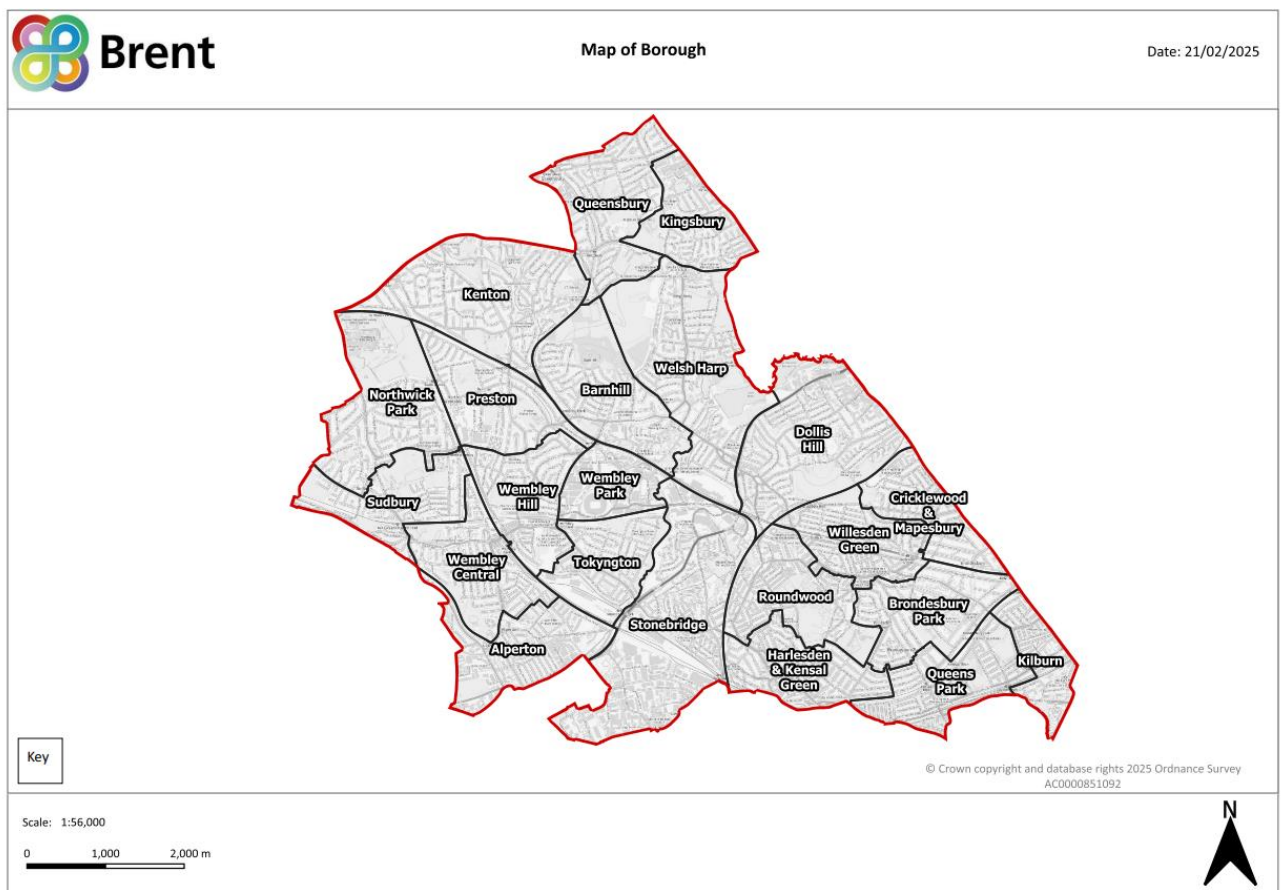 Brent
Map of Borough
Date: 21/02/2025
Queensbury
Kingsbury
Kenton
Welsh Harp
Barnhill
Northwick
Park
Preston
Dollis
Hill
Wembley
Park
Wembley
Hill
Sudbury
Cricklewood
&
Mapesbury
Willesden
Green
Wembley
Central
Tokyngton
Roundwood
Brondesbury
Park
Stonebridge
Alperton
Harlesden
& Kensal
Green
Queens
Park
Kilburn
Key
© Crown copyright and database rights 2025 Ordnance Survey
AC0000851092
Scale: 1:56,000
0 1,000 2,000 m
N